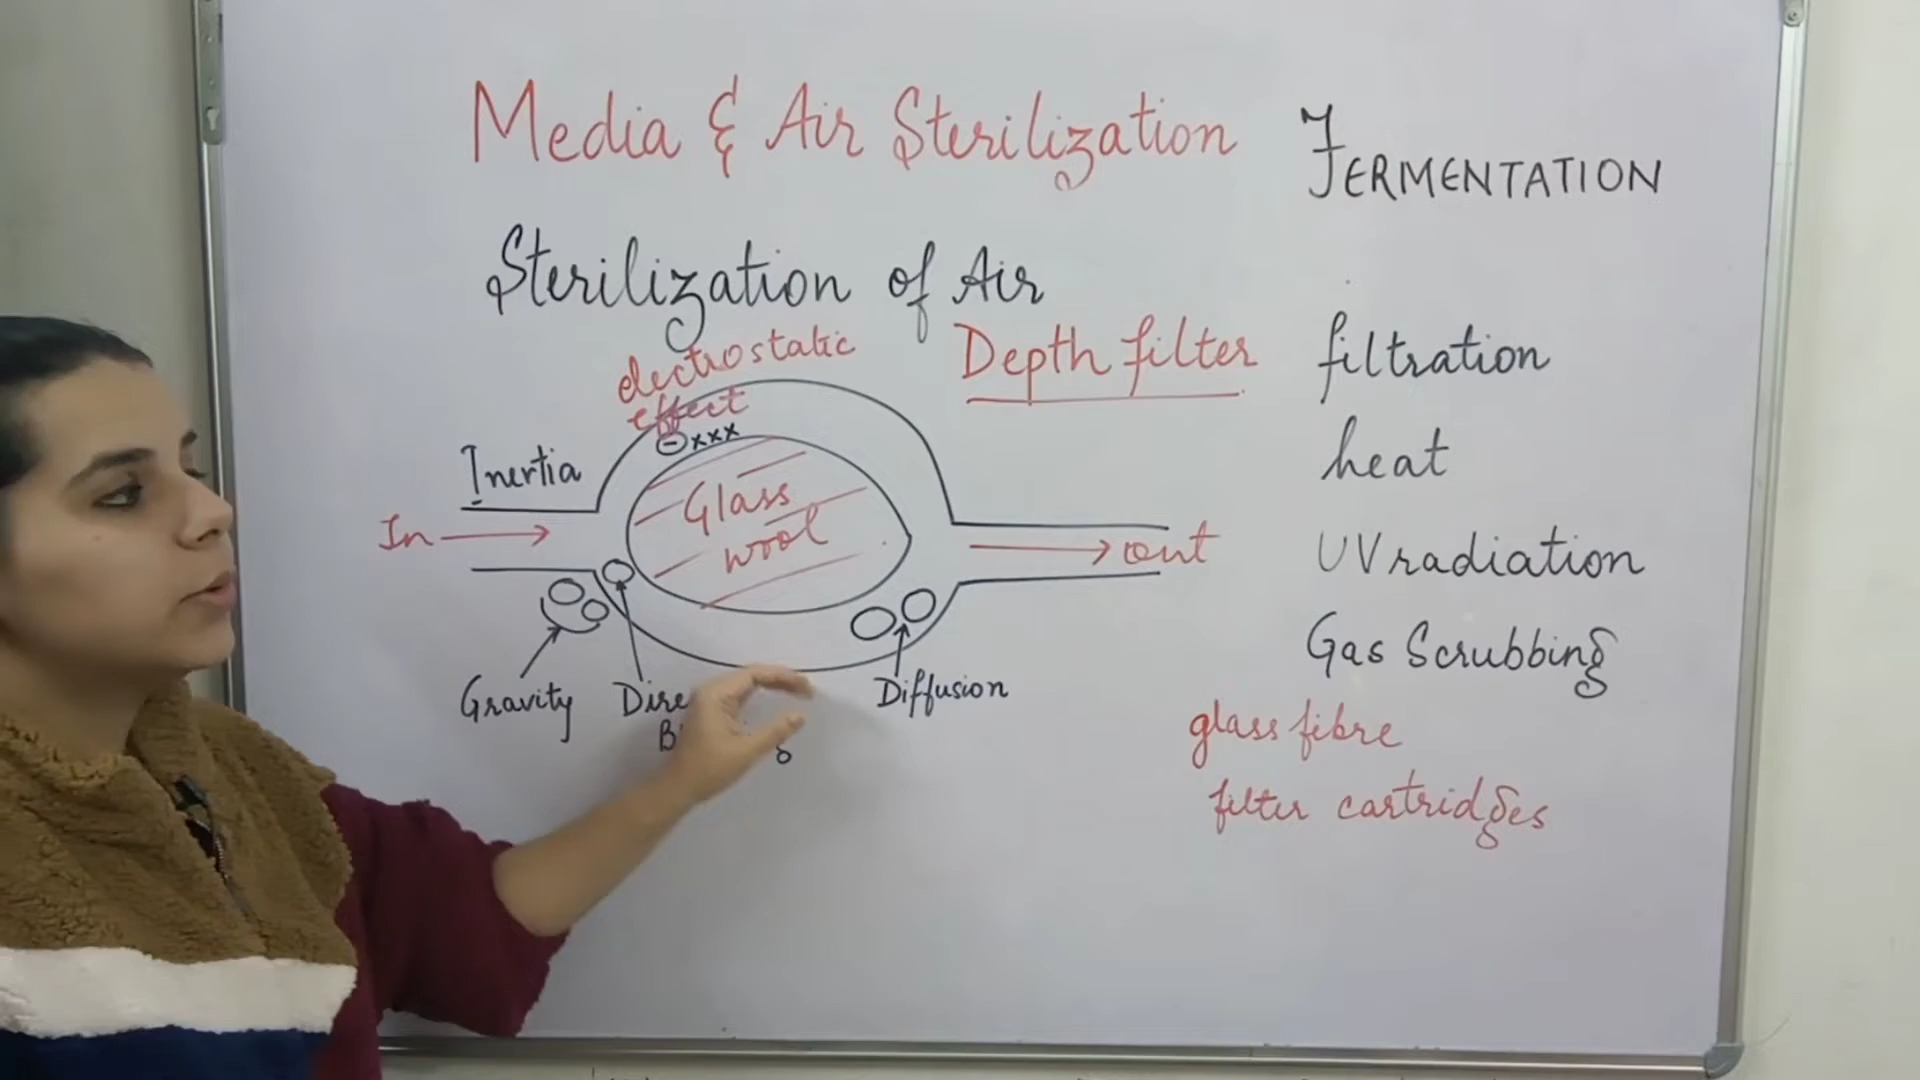 Media & Air Sterilization
FERMENTATION
Sterilization of Air
electrostatic
effect
Depth filter
filtration
heat
UV radiation
Gas Scrubbing
glass fibre
filter cartridges
Inertia
⊖xxx
In
Glass
wool
out
Gravity
Diffusion